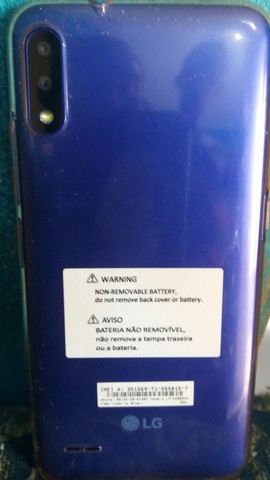 ⚠ WARNING
NON-REMOVABLE BATTERY,
do not remove back cover or battery.
⚠ AVISO
BATERIA NÃO REMOVÍVEL,
não remova a tampa traseira
ou a bateria.
IMEI A:
LG